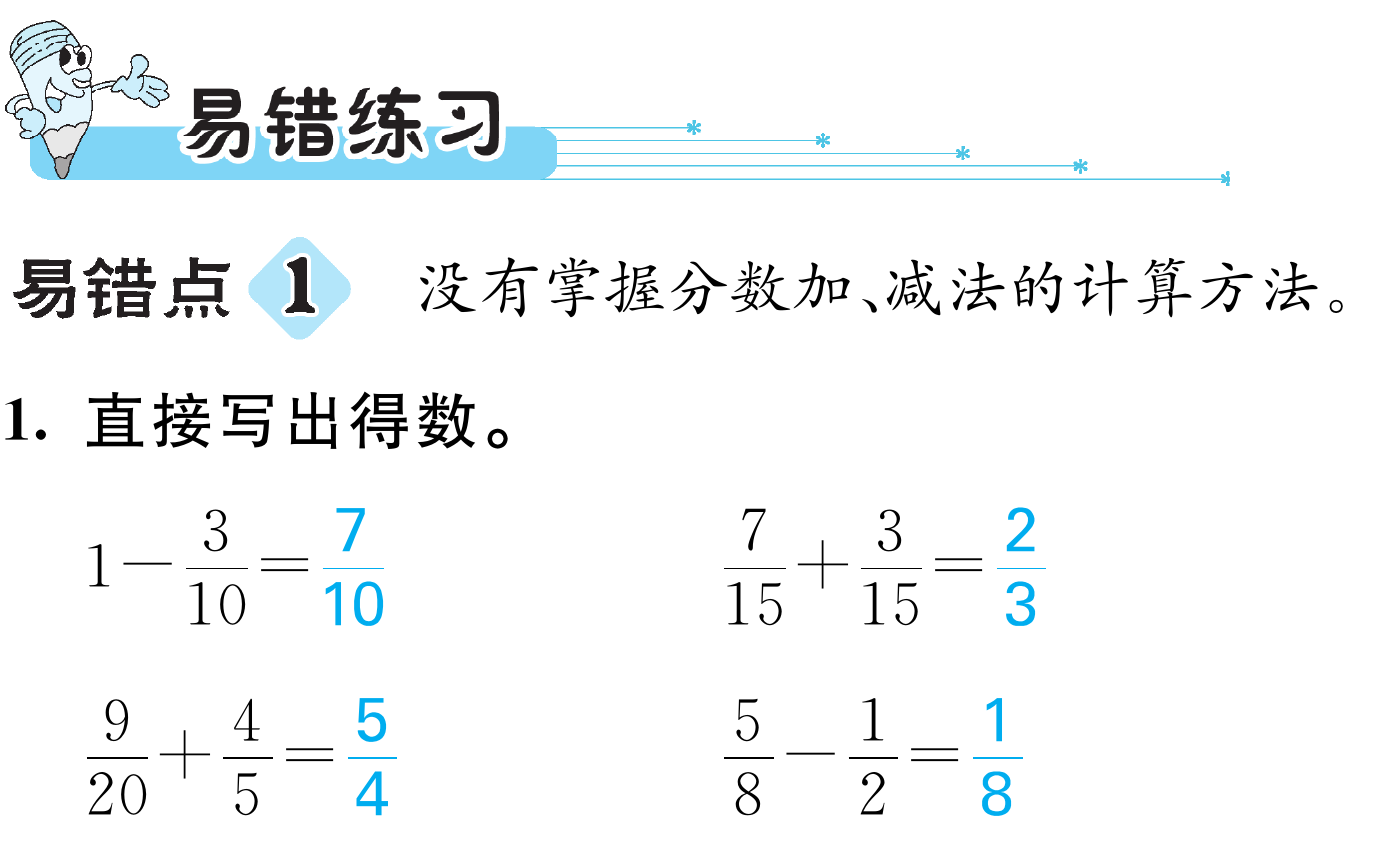 易错练习
易错点 1 没有掌握分数加、减法的计算方法。
1. 直接写出得数。
1－3/10＝7/10 7/15＋3/15＝2/3
9/20＋4/5＝5/4 5/8－1/2＝1/8